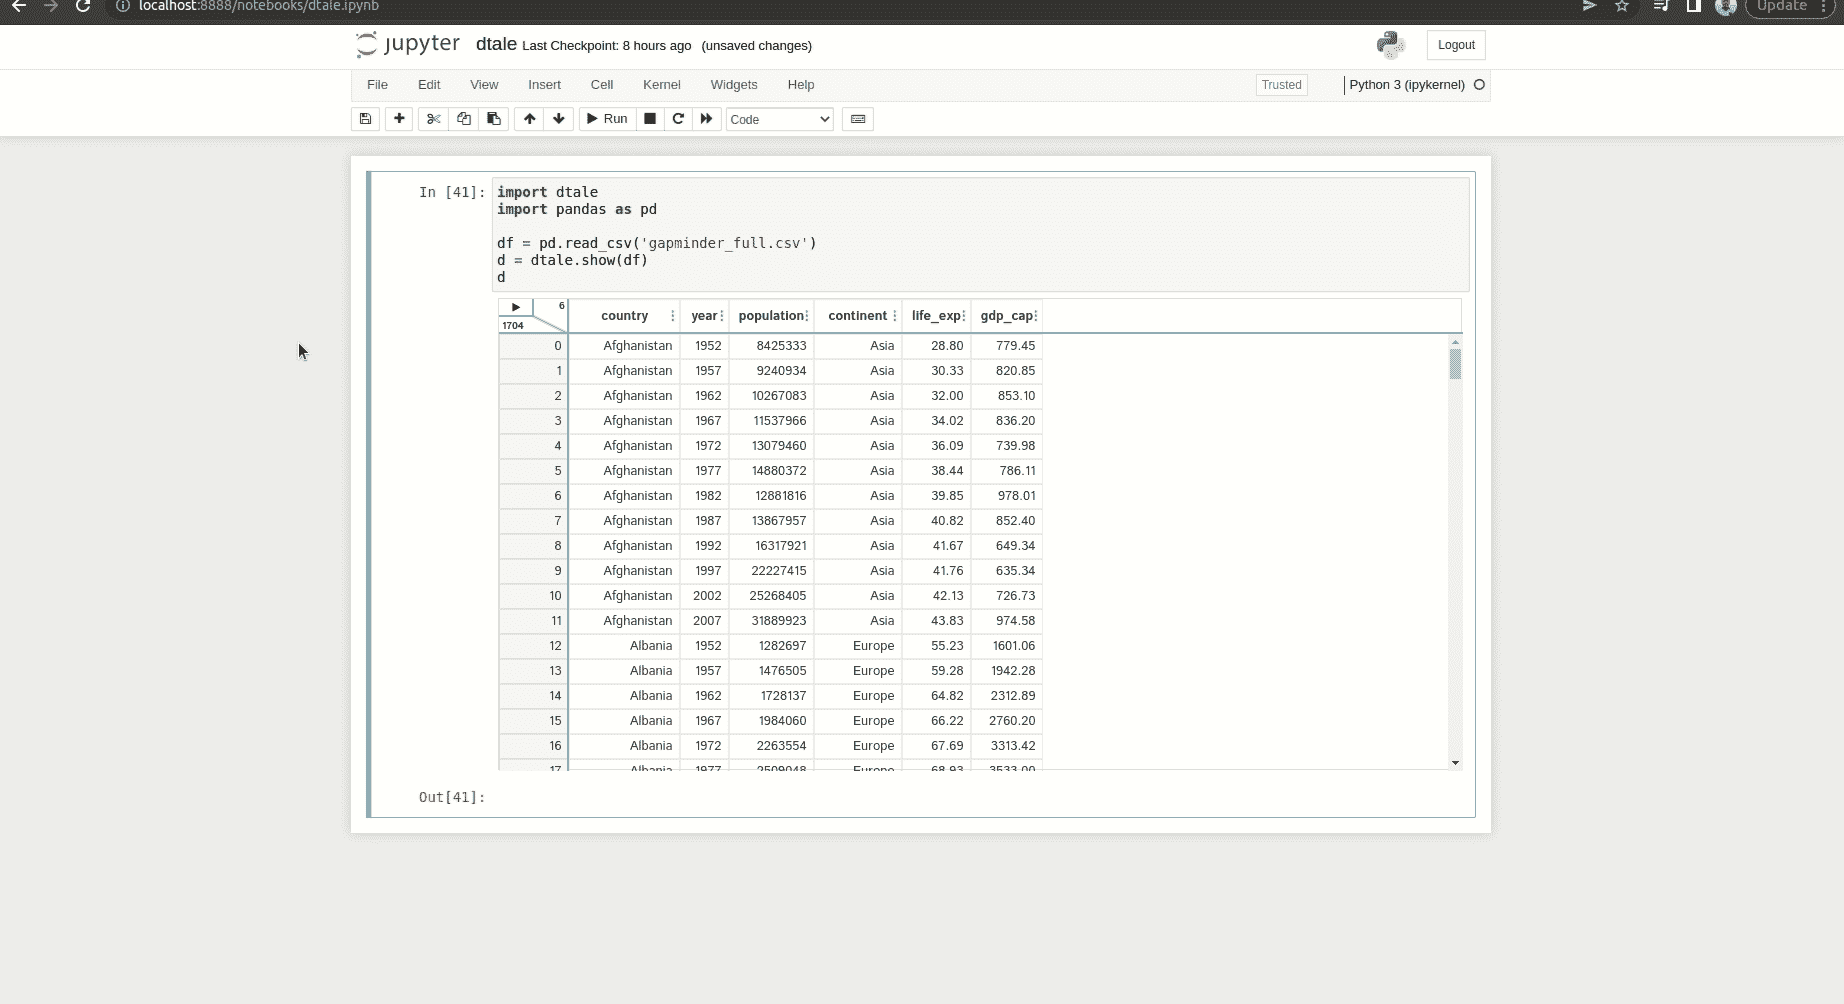 localhost:8888/notebooks/dtale.ipynb
Update
jupyter dtale Last Checkpoint: 8 hours ago (unsaved changes)
Logout
File Edit View Insert Cell Kernel Widgets Help
Trusted
Python 3 (ipykernel)
Run
Code
In [41]:
import dtale
import pandas as pd
df = pd.read_csv('gapminder_full.csv')
d = dtale.show(df)
d
6
1704
country year population continent life_exp gdp_cap
0 Afghanistan 1952 8425333 Asia 28.80 779.45
1 Afghanistan 1957 9240934 Asia 30.33 820.85
2 Afghanistan 1962 10267083 Asia 32.00 853.10
3 Afghanistan 1967 11537966 Asia 34.02 836.20
4 Afghanistan 1972 13079460 Asia 36.09 739.98
5 Afghanistan 1977 14880372 Asia 38.44 786.11
6 Afghanistan 1982 12881816 Asia 39.85 978.01
7 Afghanistan 1987 13867957 Asia 40.82 852.40
8 Afghanistan 1992 16317921 Asia 41.67 649.34
9 Afghanistan 1997 22227415 Asia 41.76 635.34
10 Afghanistan 2002 25268405 Asia 42.13 726.73
11 Afghanistan 2007 31889923 Asia 43.83 974.58
12 Albania 1952 1282697 Europe 55.23 1601.06
13 Albania 1957 1476505 Europe 59.28 1942.28
14 Albania 1962 1728137 Europe 64.82 2312.89
15 Albania 1967 1984060 Europe 66.22 2760.20
16 Albania 1972 2263554 Europe 67.69 3313.42
17 Albania 1977 2509048 Europe 68.93 3533.00
Out[41]: